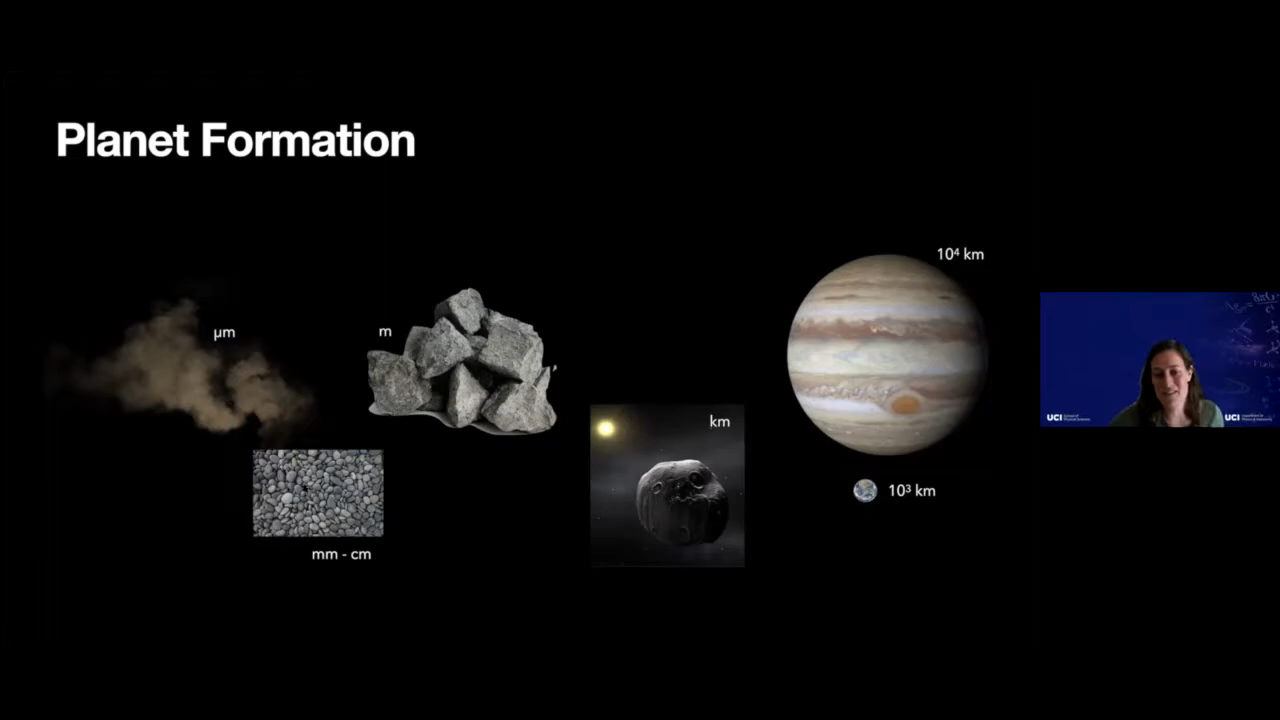 Planet Formation
µm
m
mm - cm
km
10⁴ km
10³ km
UCI
UCI